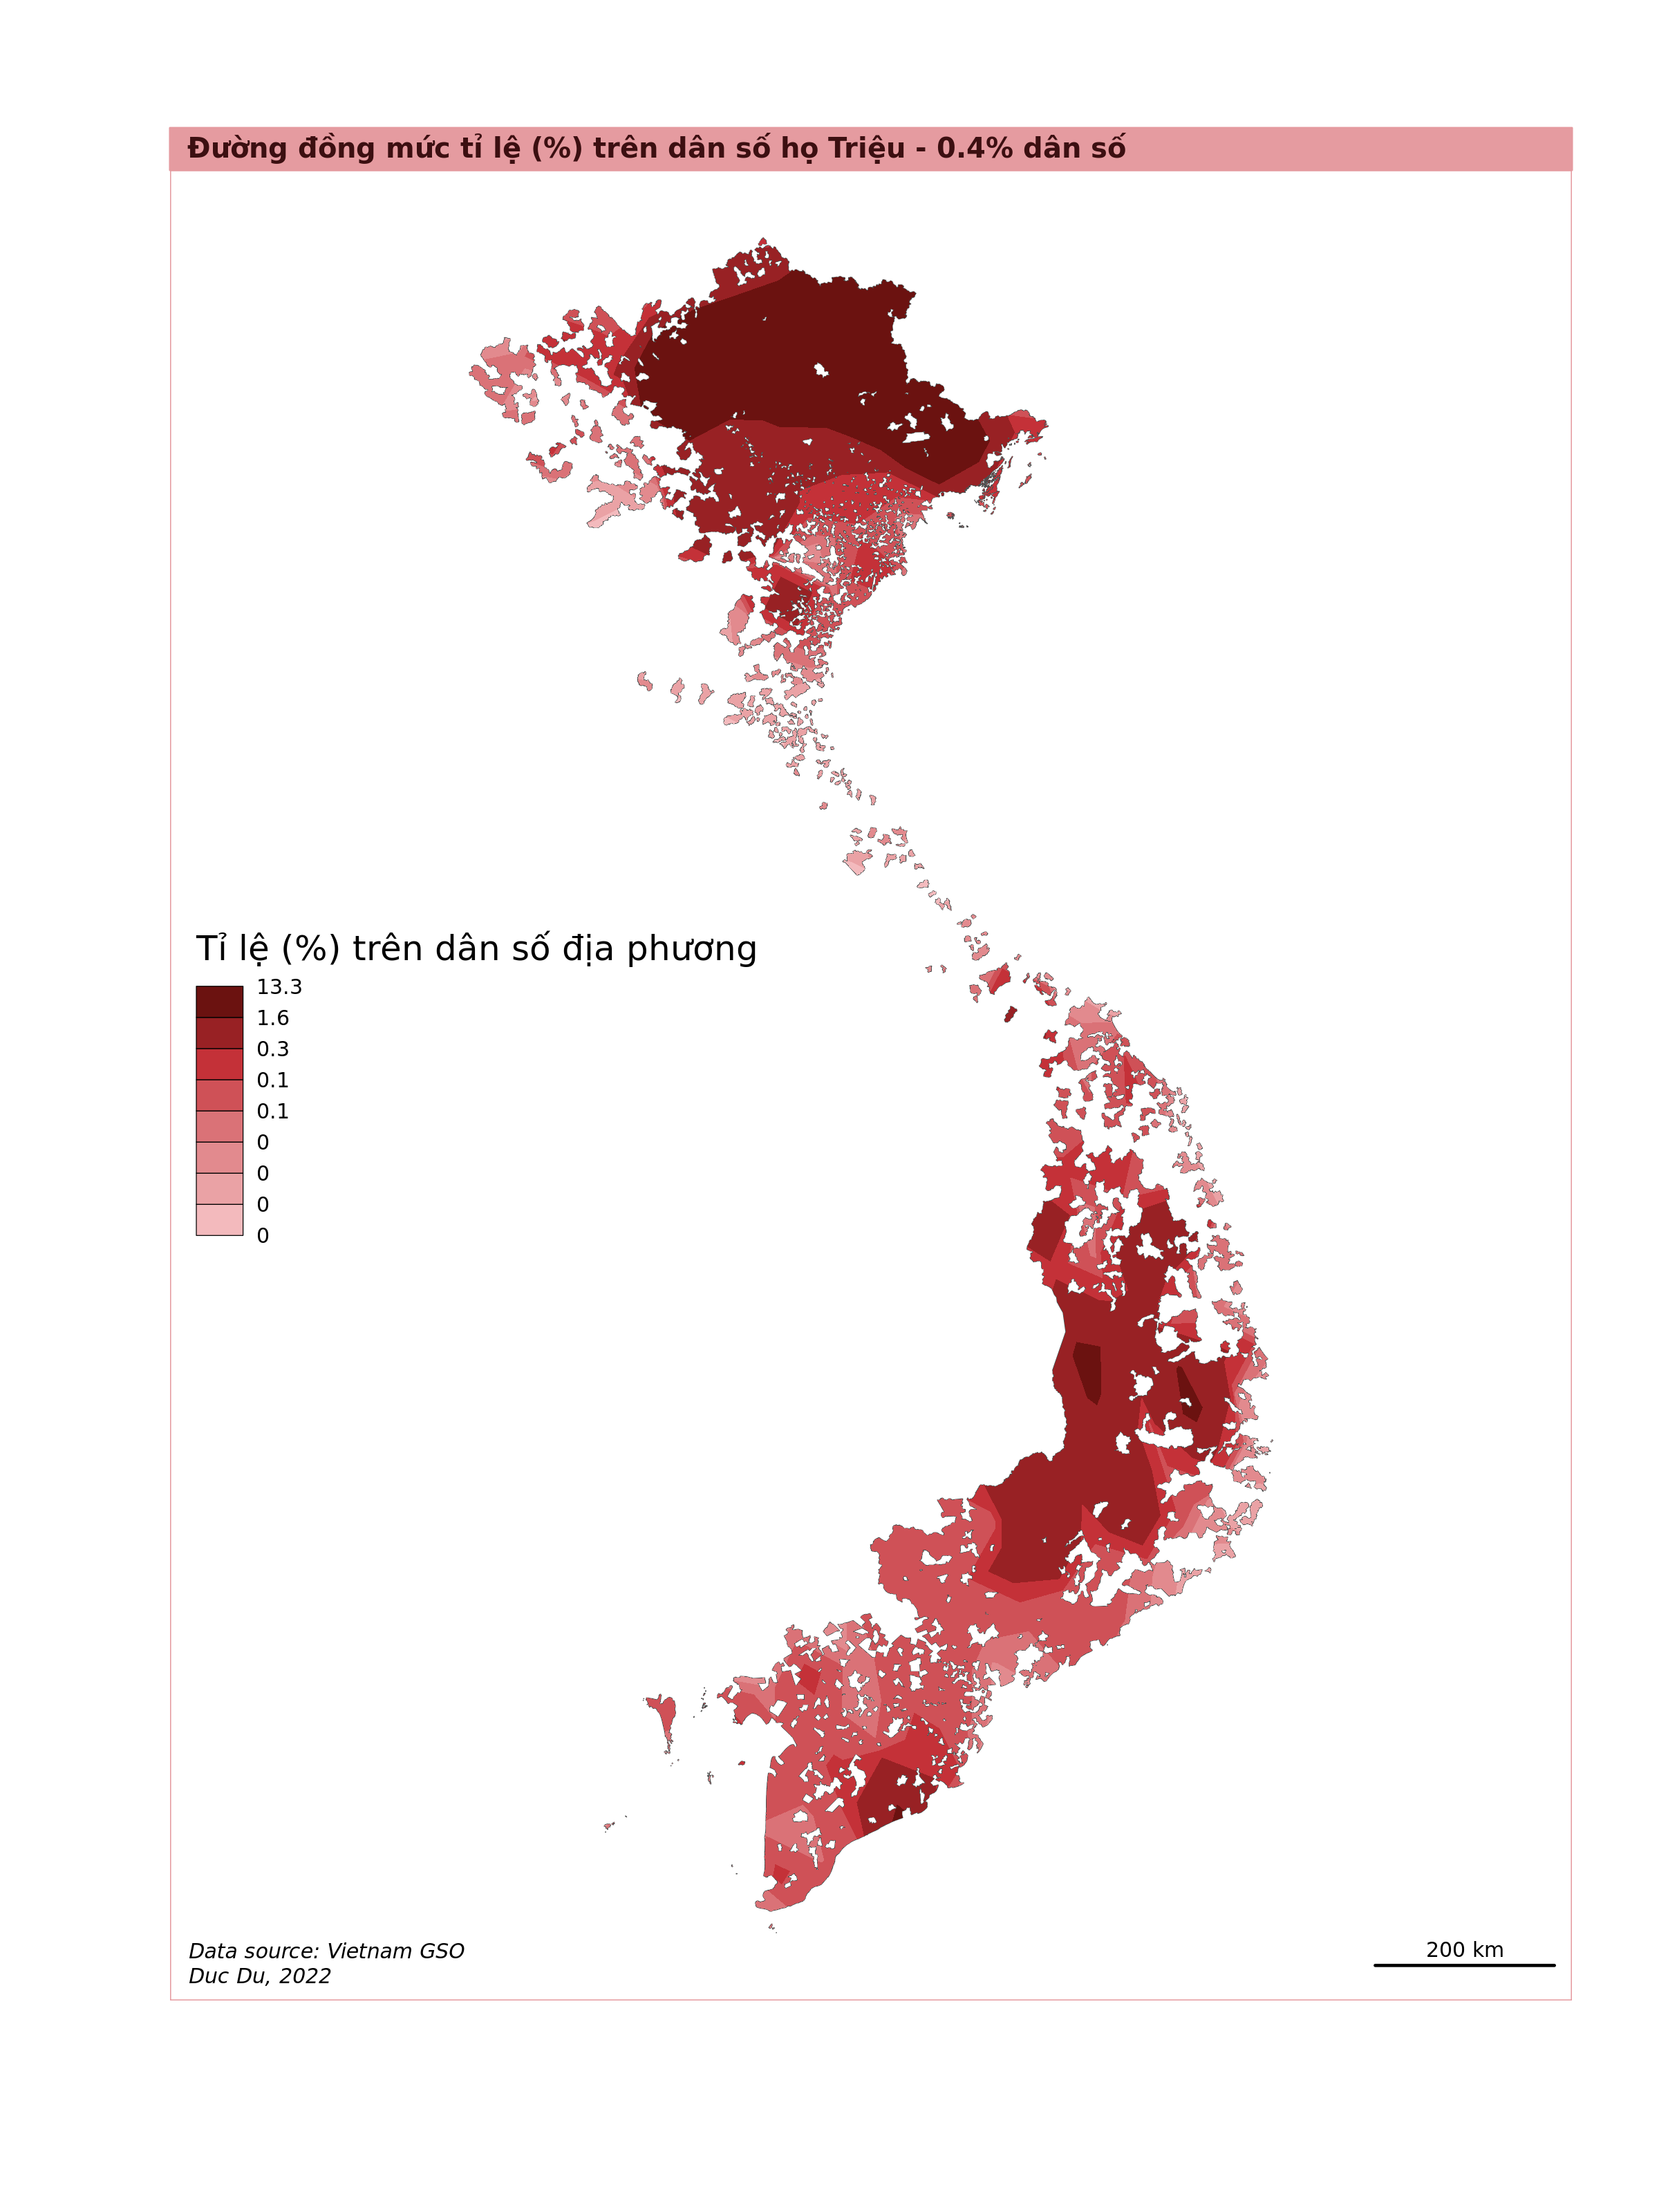 Đường đồng mức tỉ lệ (%) trên dân số họ Triệu - 0.4% dân số
Tỉ lệ (%) trên dân số địa phương
13.3
1.6
0.3
0.1
0.1
0
0
0
0
Data source: Vietnam GSO
Duc Du, 2022
200 km